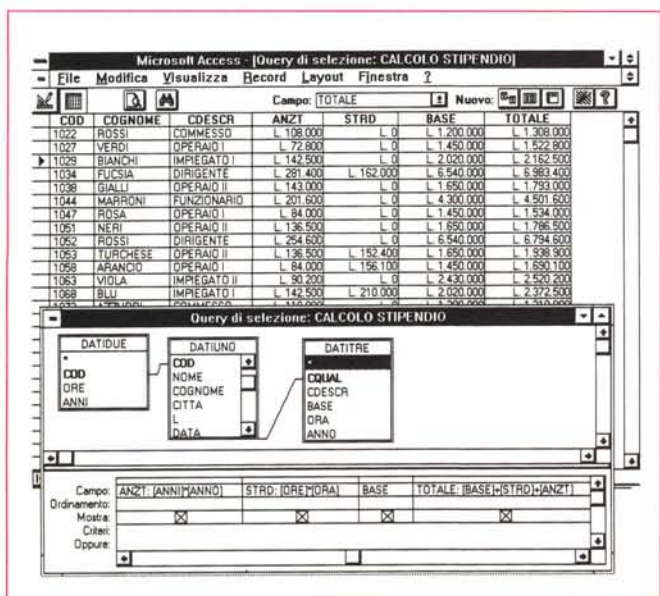 Microsoft Access - [Query di selezione: CALCOLO STIPENDIO]
File Modifica Visualizza Record Layout Finestra ?
Campo: TOTALE Nuovo:
COD COGNOME CDESCR ANZT STRD BASE TOTALE
1022 ROSSI COMMESSO L. 108.000 L. 0 L. 1.200.000 L. 1.308.000
1027 VERDI OPERAIO I L. 72.800 L. 0 L. 1.450.000 L. 1.522.800
1029 BIANCHI IMPIEGATO I L. 142.500 L. 0 L. 2.020.000 L. 2.162.500
1034 FUCSIA DIRIGENTE L. 281.400 L. 162.000 L. 6.540.000 L. 6.983.400
1038 GIALLI OPERAIO II L. 143.000 L. 0 L. 1.650.000 L. 1.793.000
1044 MARRONI FUNZIONARIO L. 201.600 L. 0 L. 4.300.000 L. 4.501.600
1047 ROSA OPERAIO I L. 84.000 L. 0 L. 1.450.000 L. 1.534.000
1051 NERI OPERAIO II L. 136.500 L. 0 L. 1.650.000 L. 1.786.500
1052 ROSSI DIRIGENTE L. 254.600 L. 0 L. 6.540.000 L. 6.794.600
1053 TURCHESE OPERAIO II L. 136.500 L. 152.400 L. 1.650.000 L. 1.938.900
1058 ARANCIO OPERAIO I L. 84.000 L. 156.100 L. 1.450.000 L. 1.690.100
1063 VIOLA IMPIEGATO II L. 90.200 L. 0 L. 2.430.000 L. 2.520.200
1068 BLU IMPIEGATO I L. 142.500 L. 210.000 L. 2.020.000 L. 2.372.500
Query di selezione: CALCOLO STIPENDIO
DATIDUE
*
COD
ORE
ANNI
DATIUNO
COD
NOME
COGNOME
CITTA
L
DATA
DATITRE
*
CQUAL
CDESCR
BASE
ORA
ANNO
Campo: ANZT: [ANNI]*[ANNO] STRD: [ORE]*[ORA] BASE TOTALE: [BASE]+[STRD]+[ANZT]
Ordinamento:
Mostra:
Criteri:
Oppure: